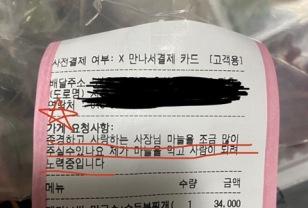 사전결제 여부: X 만나서결제 카드 [고객용]
배달주소
(도로명)
연락처
가게 요청사항:
존경하고 사랑하는 사장님 마늘을 조금 많이
주실수있나요 제가 마늘을 먹고 사람이 되려
노력중입니다
메뉴 수량 금액
1 34,000